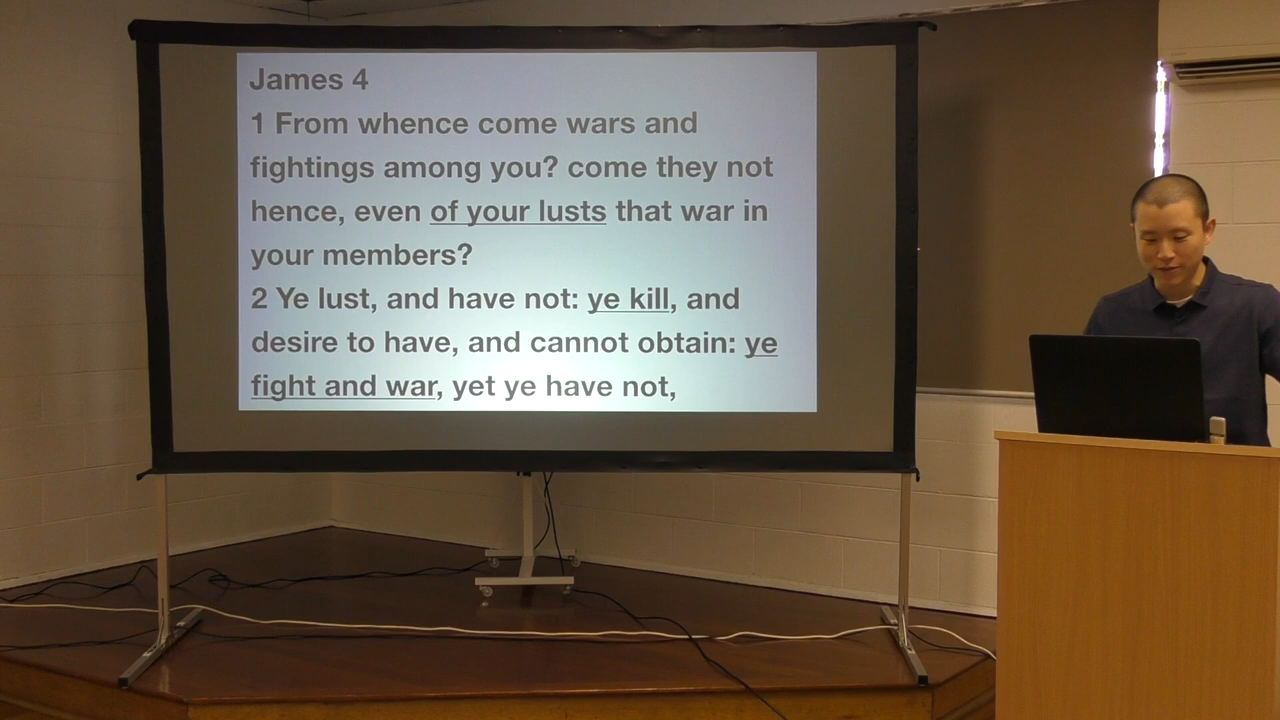 James 4
1 From whence come wars and
fightings among you? come they not
hence, even of your lusts that war in
your members?
2 Ye lust, and have not: ye kill, and
desire to have, and cannot obtain: ye
fight and war, yet ye have not,